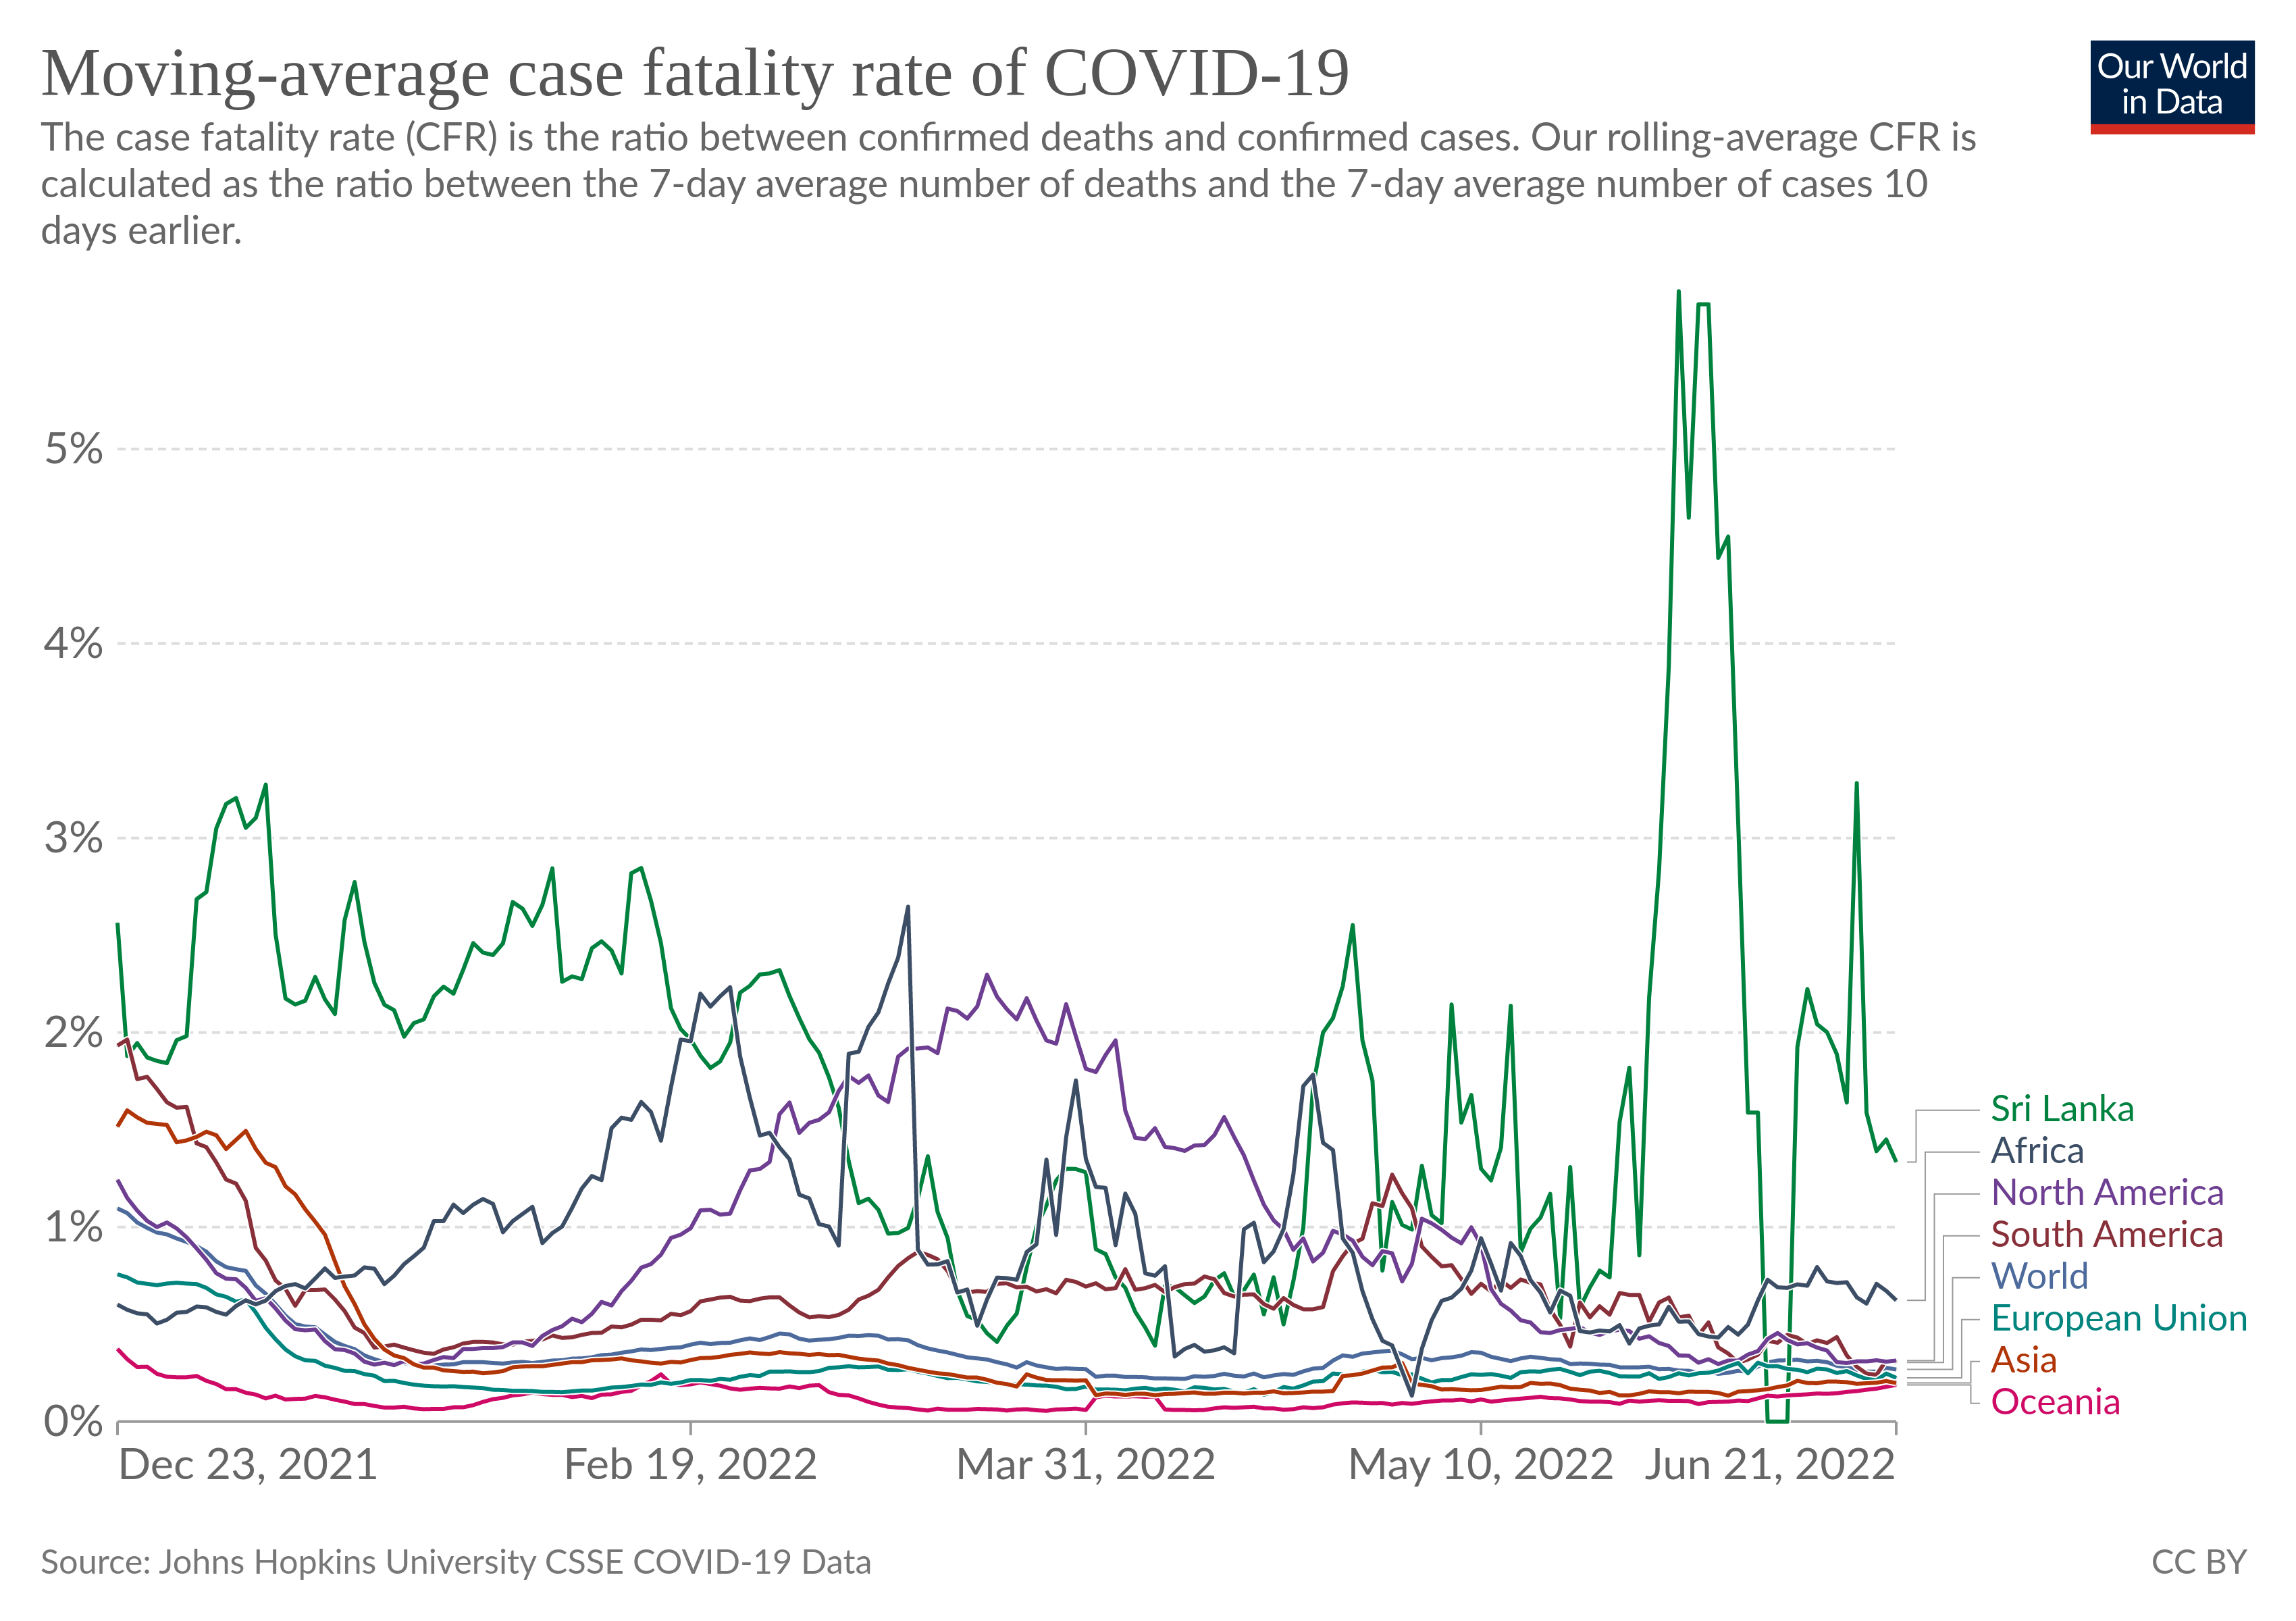 Moving-average case fatality rate of COVID-19
Our World
in Data
The case fatality rate (CFR) is the ratio between confirmed deaths and confirmed cases. Our rolling-average CFR is
calculated as the ratio between the 7-day average number of deaths and the 7-day average number of cases 10
days earlier.
5%
4%
3%
2%
1%
0%
Sri Lanka
Africa
North America
South America
World
European Union
Asia
Oceania
Dec 23, 2021
Feb 19, 2022
Mar 31, 2022
May 10, 2022
Jun 21, 2022
Source: Johns Hopkins University CSSE COVID-19 Data
CC BY